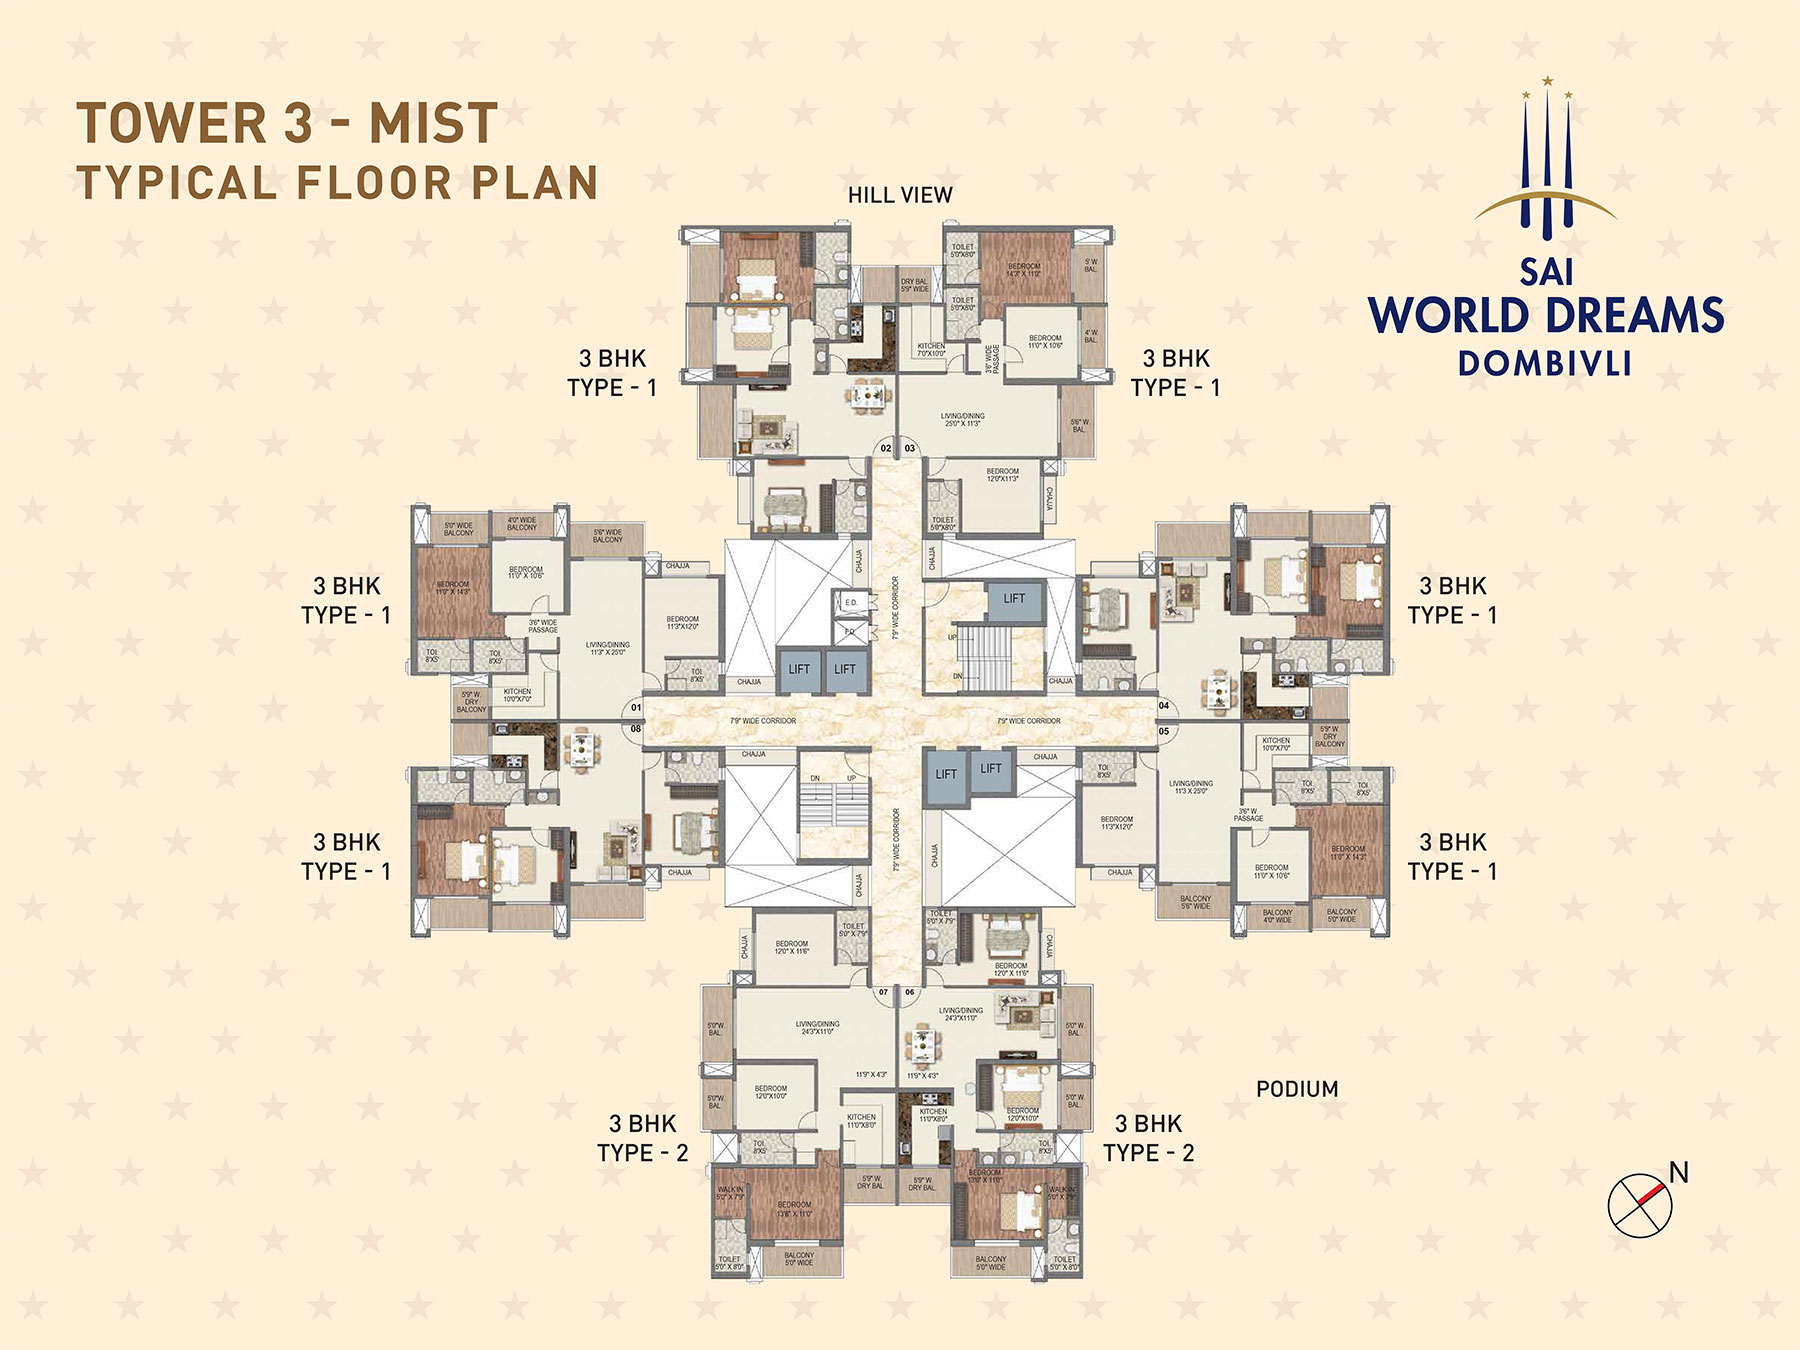 TOWER 3 - MIST
TYPICAL FLOOR PLAN
SAI
WORLD DREAMS
DOMBIVLI
HILL VIEW
3 BHK
TYPE - 1
3 BHK
TYPE - 1
TOILET
5'0"X8'0"
BEDROOM
14'3" X 11'0"
5' W.
BAL.
DRY BAL.
5'9" WIDE
TOILET
5'0"X8'0"
KITCHEN
7'0"X10'0"
3'6" WIDE
PASSAGE
BEDROOM
11'0" X 10'6"
4' W.
BAL.
LIVING/DINING
25'0" X 11'3"
5'6" W.
BAL.
02
03
BEDROOM
12'0"X11'3"
TOILET
5'0"X8'0"
CHAJJA
3 BHK
TYPE - 1
5'0" WIDE
BALCONY
4'0" WIDE
BALCONY
5'6" WIDE
BALCONY
BEDROOM
11'0" X 14'3"
BEDROOM
11'0" X 10'6"
CHAJJA
BEDROOM
11'3"X12'0"
3'6" WIDE
PASSAGE
LIVING/DINING
11'3" X 25'0"
TOI.
8'X5'
TOI.
8'X5'
TOI.
8'X5'
KITCHEN
10'0"X7'0"
5'9" W.
DRY
BALCONY
01
08
CHAJJA
CHAJJA
CHAJJA
E.D.
F.D.
LIFT
LIFT
7'9" WIDE CORRIDOR
LIFT
UP
DN
CHAJJA
CHAJJA
3 BHK
TYPE - 1
04
05
7'9" WIDE CORRIDOR
7'9" WIDE CORRIDOR
CHAJJA
DN
UP
LIFT
LIFT
CHAJJA
7'9" WIDE CORRIDOR
CHAJJA
CHAJJA
3 BHK
TYPE - 1
CHAJJA
TOI.
8'X5'
BEDROOM
11'3"X12'0"
CHAJJA
LIVING/DINING
11'3 X 25'0"
KITCHEN
10'0"X7'0"
5'9" W.
DRY
BALCONY
TOI.
8'X5'
TOI.
8'X5'
3'6" W.
PASSAGE
BEDROOM
11'0" X 10'6"
BEDROOM
11'0" X 14'3"
BALCONY
5'6" WIDE
BALCONY
4'0" WIDE
BALCONY
5'0" WIDE
3 BHK
TYPE - 1
CHAJJA
BEDROOM
12'0" X 11'6"
TOILET
5'0" X 7'9"
TOILET
5'0" X 7'9"
BEDROOM
12'0" X 11'6"
CHAJJA
07
06
5'0"W.
BAL.
LIVING/DINING
24'3"X11'0"
LIVING/DINING
24'3"X11'0"
5'0" W.
BAL.
11'9" X 4'3"
11'9" X 4'3"
5'0"W.
BAL.
BEDROOM
12'0"X10'0"
KITCHEN
11'0"X8'0"
KITCHEN
11'0"X8'0"
BEDROOM
12'0"X10'0"
5'0" W.
BAL.
3 BHK
TYPE - 2
3 BHK
TYPE - 2
PODIUM
TOI.
8'X5'
TOI.
8'X5'
WALK IN
5'0" X 7'9"
BEDROOM
13'6" X 11'0"
5'9" W.
DRY BAL.
5'9" W.
DRY BAL.
BEDROOM
13'6" X 11'0"
WALK IN
5'0" X 7'9"
TOILET
5'0" X 8'0"
BALCONY
5'0" WIDE
BALCONY
5'0" WIDE
TOILET
5'0" X 8'0"
N